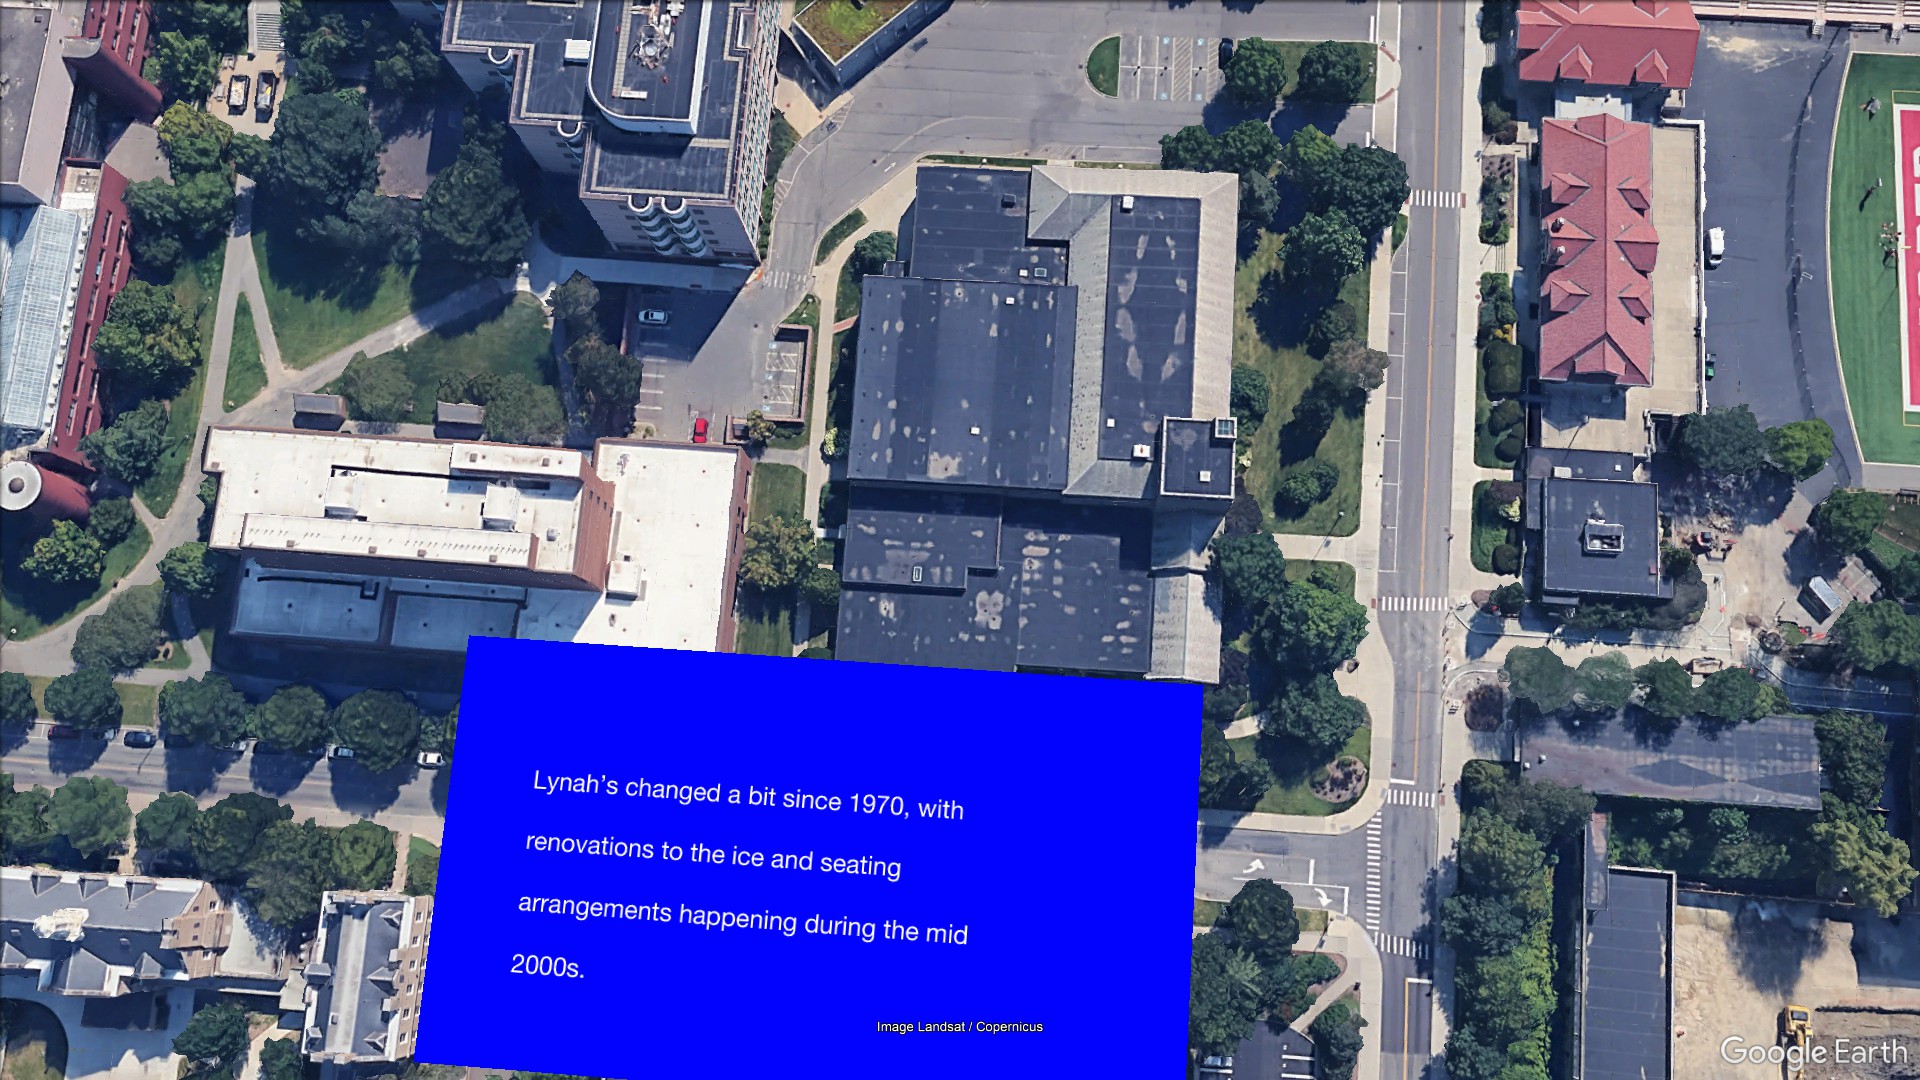 Lynah's changed a bit since 1970, with
renovations to the ice and seating
arrangements happening during the mid
2000s.
Image Landsat / Copernicus
Google Earth